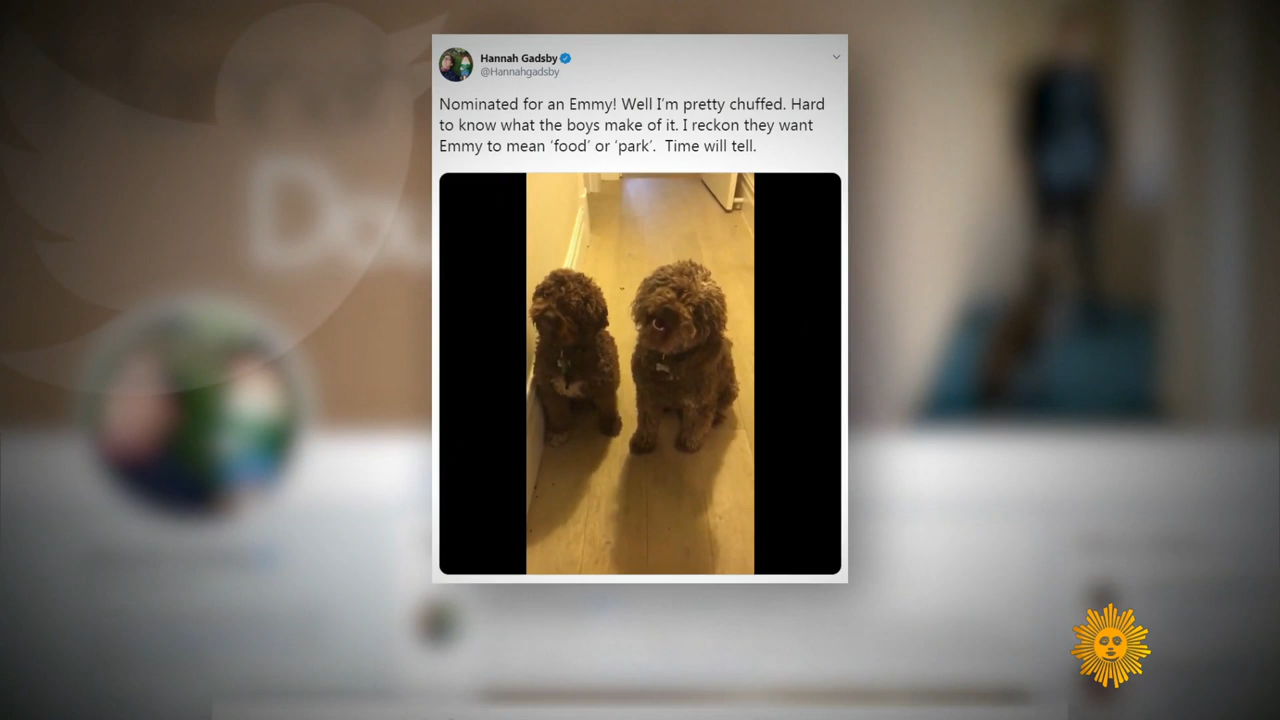 Hannah Gadsby
@Hannahgadsby
Nominated for an Emmy! Well I’m pretty chuffed. Hard
to know what the boys make of it. I reckon they want
Emmy to mean ‘food’ or ‘park’.  Time will tell.